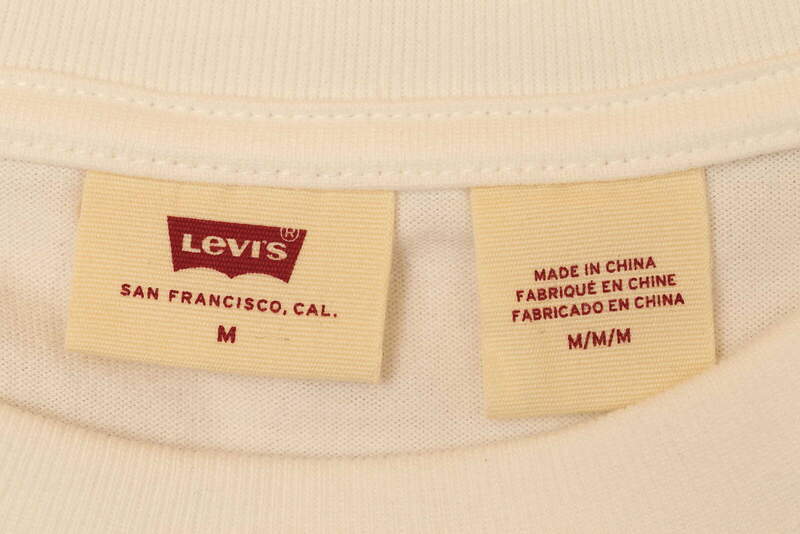 Levi's®
SAN FRANCISCO, CAL.
M
MADE IN CHINA
FABRIQUÉ EN CHINE
FABRICADO EN CHINA
M/M/M